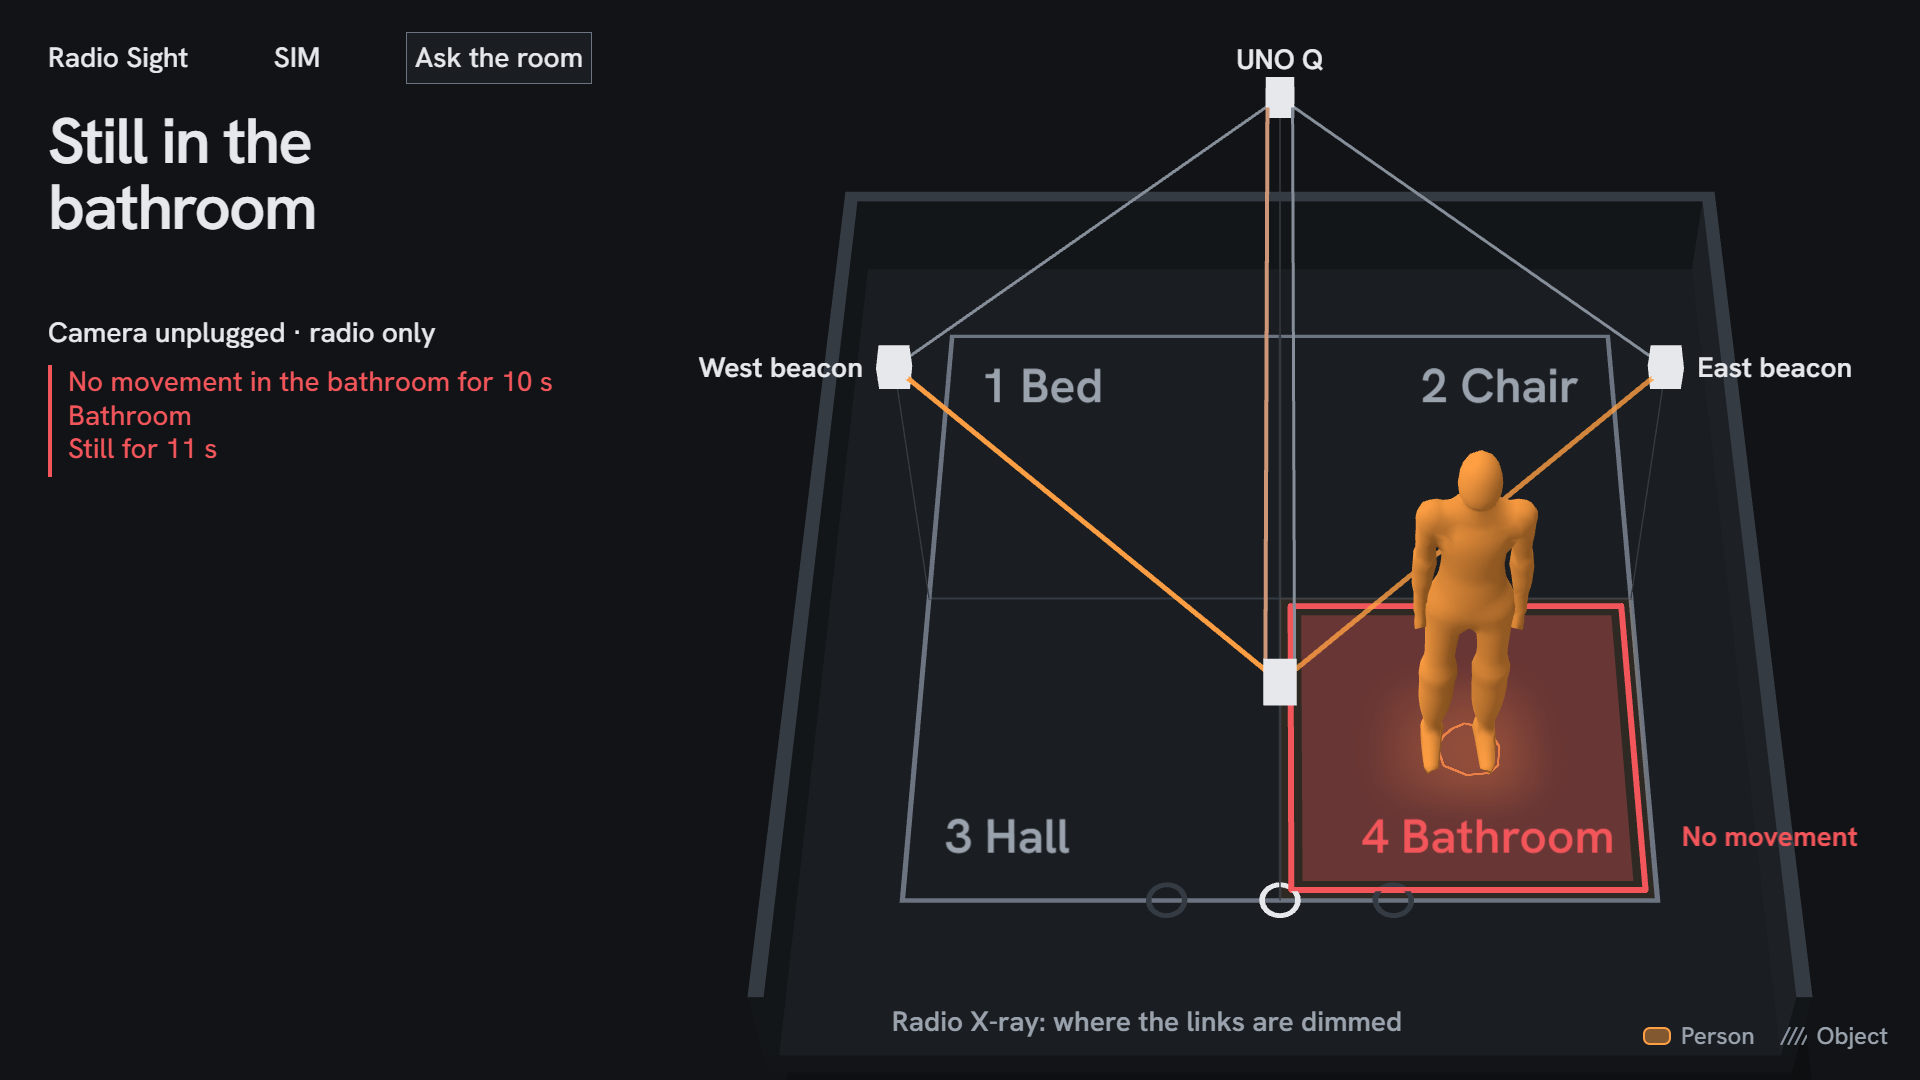 Radio Sight
SIM
Ask the room
Still in the
bathroom
Camera unplugged · radio only
No movement in the bathroom for 10 s
Bathroom
Still for 11 s
UNO Q
West beacon
East beacon
1 Bed
2 Chair
3 Hall
4 Bathroom
No movement
Radio X-ray: where the links are dimmed
Person
Object